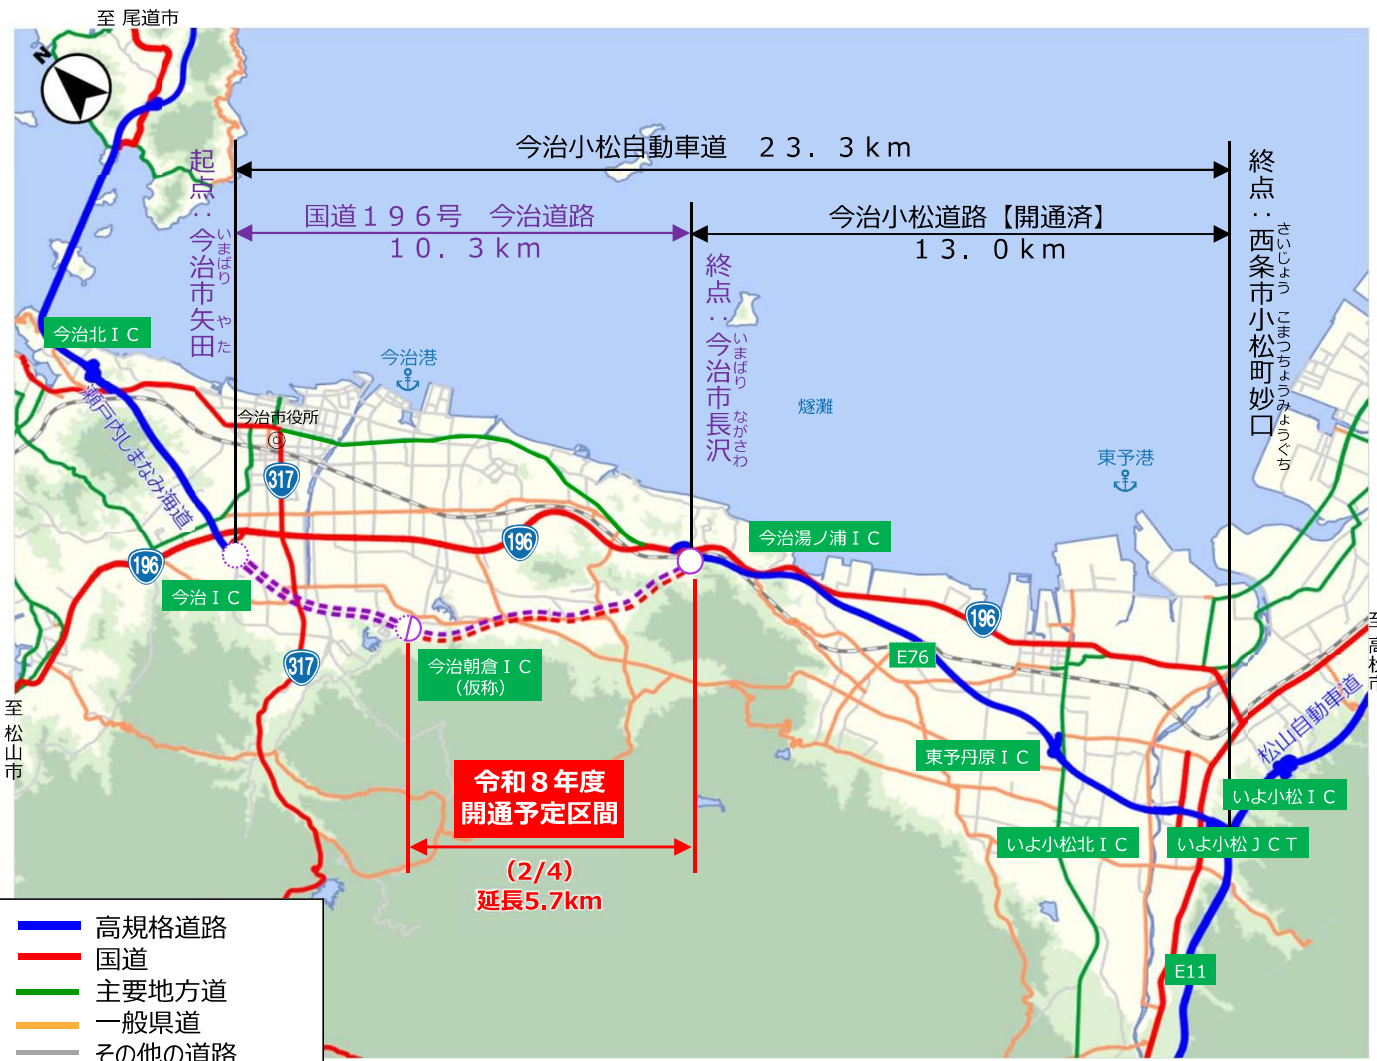 至 尾道市
N
今治小松自動車道　２３．３ｋｍ
国道１９６号　今治道路
１０．３ｋｍ
今治小松道路【開通済】
１３．０ｋｍ
起点：今治市矢田
いまばり や た
終点：今治市長沢
いまばり ながさわ
終点：西条市小松町妙口
さいじょう こまつちょうみょうぐち
今治北ＩＣ
瀬戸内しまなみ海道
今治港
今治市役所
燧灘
東予港
317
196
196
今治湯ノ浦ＩＣ
今治ＩＣ
196
E76
317
今治朝倉ＩＣ
（仮称）
至 高松市
至 松山市
松山自動車道
東予丹原ＩＣ
令和８年度
開通予定区間
いよ小松ＩＣ
いよ小松北ＩＣ
いよ小松ＪＣＴ
（2/4）
延長5.7km
E11
高規格道路
国道
主要地方道
一般県道
その他の道路